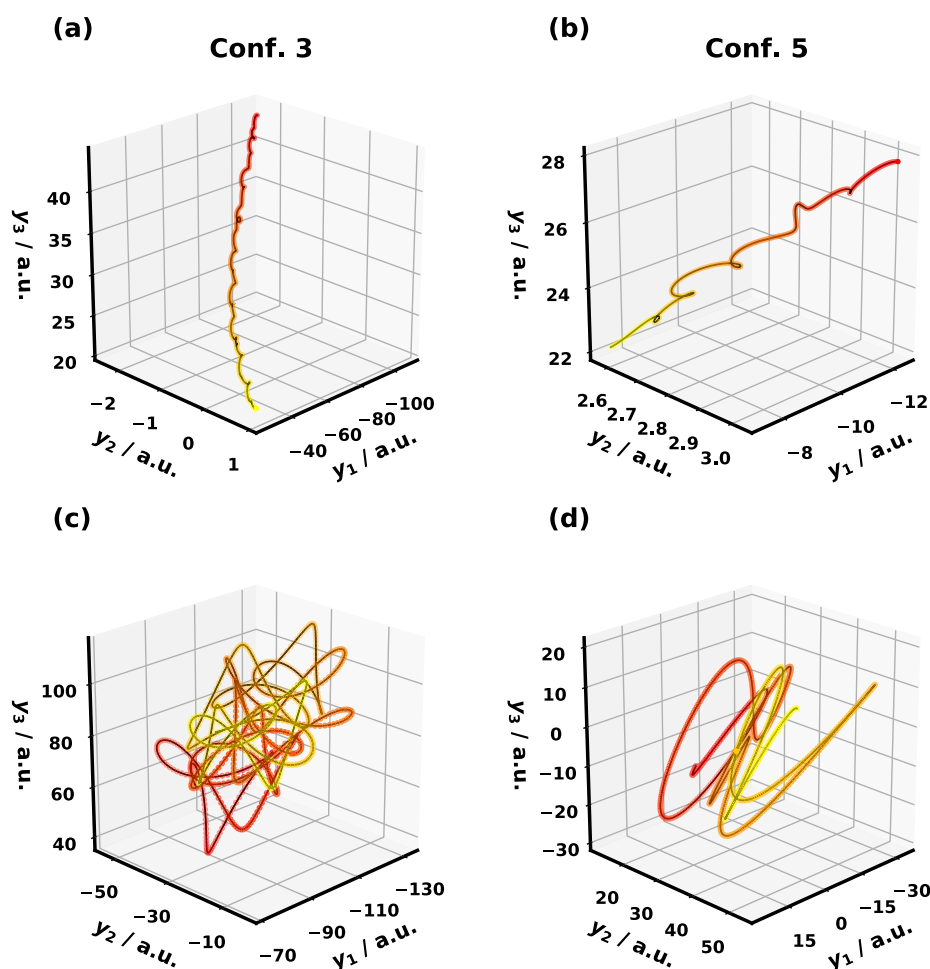 (a)
Conf. 3
40
35
30
25
20
y₃ / a.u.
−2
−1
0
1
y₂ / a.u.
−40
−60
−80
−100
y₁ / a.u.
(b)
Conf. 5
28
26
24
22
y₃ / a.u.
2.6
2.7
2.8
2.9
3.0
y₂ / a.u.
−8
−10
−12
y₁ / a.u.
(c)
100
80
60
40
y₃ / a.u.
−50
−30
−10
y₂ / a.u.
−70
−90
−110
−130
y₁ / a.u.
(d)
20
10
0
−10
−20
−30
y₃ / a.u.
20
30
40
50
y₂ / a.u.
15
0
−15
−30
y₁ / a.u.